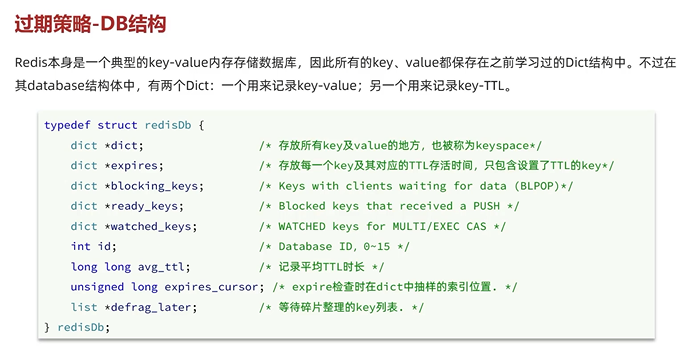 过期策略-DB结构
Redis本身是一个典型的key-value内存存储数据库，因此所有的key、value都保存在之前学习过的Dict结构中。不过在
其database结构体中，有两个Dict：一个用来记录key-value；另一个用来记录key-TTL。
typedef struct redisDb {
    dict *dict;                 /* 存放所有key及value的地方，也被称为keyspace*/
    dict *expires;              /* 存放每一个key及其对应的TTL存活时间，只包含设置了TTL的key*/
    dict *blocking_keys;        /* Keys with clients waiting for data (BLPOP)*/
    dict *ready_keys;           /* Blocked keys that received a PUSH */
    dict *watched_keys;         /* WATCHED keys for MULTI/EXEC CAS */
    int id;                     /* Database ID，0~15 */
    long long avg_ttl;          /* 记录平均TTL时长 */
    unsigned long expires_cursor; /* expire检查时在dict中抽样的索引位置. */
    list *defrag_later;         /* 等待碎片整理的key列表. */
} redisDb;